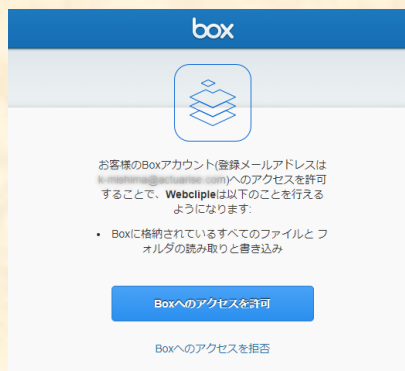 box
お客様のBoxアカウント(登録メールアドレスは
)へのアクセスを許可
することで、Webclipleは以下のことを行える
ようになります:
• Boxに格納されているすべてのファイルと フ
ォルダの読み取りと書き込み
Boxへのアクセスを許可
Boxへのアクセスを拒否